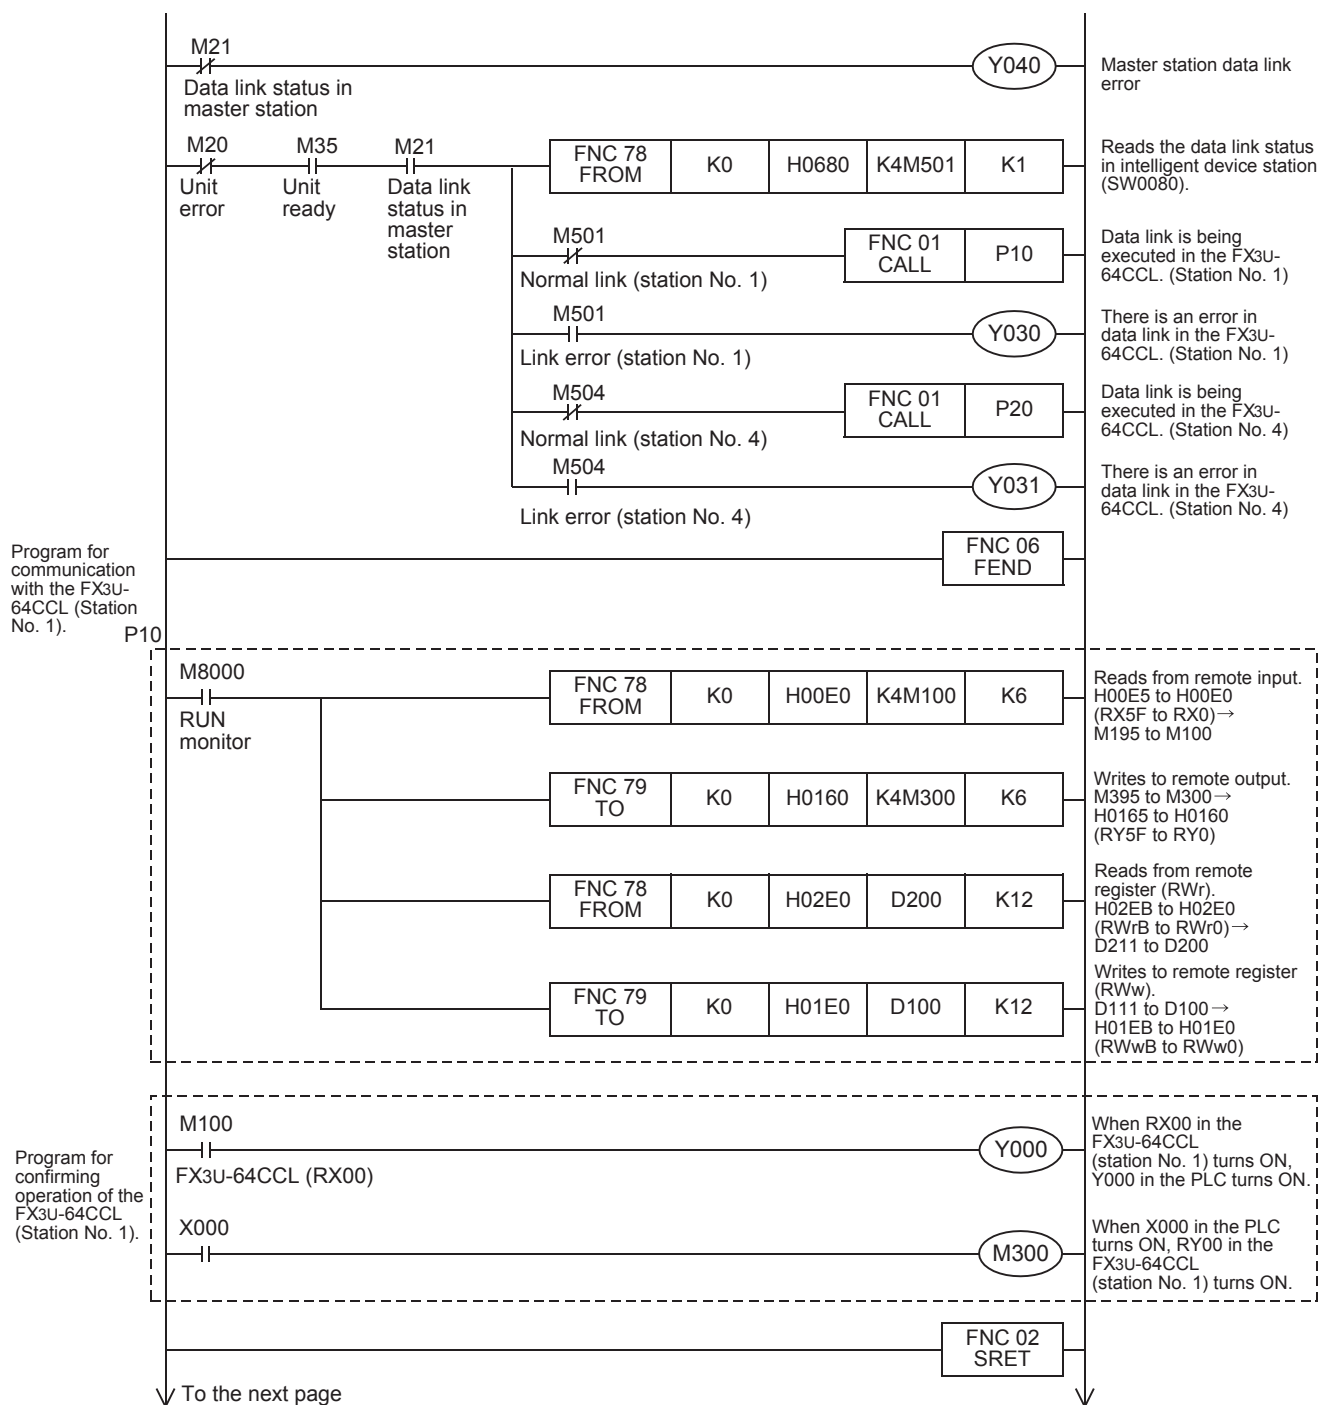 M21
Data link status in
master station
Y040
Master station data link
error
M20
Unit
error
M35
Unit
ready
M21
Data link
status in
master
station
FNC 78
FROM
K0
H0680
K4M501
K1
Reads the data link status
in intelligent device station
(SW0080).
M501
Normal link (station No. 1)
FNC 01
CALL
P10
Data link is being
executed in the FX3U-
64CCL. (Station No. 1)
M501
Link error (station No. 1)
Y030
There is an error in
data link in the FX3U-
64CCL. (Station No. 1)
M504
Normal link (station No. 4)
FNC 01
CALL
P20
Data link is being
executed in the FX3U-
64CCL. (Station No. 4)
M504
Link error (station No. 4)
Y031
There is an error in
data link in the FX3U-
64CCL. (Station No. 4)
FNC 06
FEND
Program for
communication
with the FX3U-
64CCL (Station
No. 1).
P10
M8000
RUN
monitor
FNC 78
FROM
K0
H00E0
K4M100
K6
Reads from remote input.
H00E5 to H00E0
(RX5F to RX0)→
M195 to M100
FNC 79
TO
K0
H0160
K4M300
K6
Writes to remote output.
M395 to M300→
H0165 to H0160
(RY5F to RY0)
FNC 78
FROM
K0
H02E0
D200
K12
Reads from remote
register (RWr).
H02EB to H02E0
(RWrB to RWr0)→
D211 to D200
FNC 79
TO
K0
H01E0
D100
K12
Writes to remote register
(RWw).
D111 to D100→
H01EB to H01E0
(RWwB to RWw0)
Program for
confirming
operation of the
FX3U-64CCL
(Station No. 1).
M100
FX3U-64CCL (RX00)
Y000
When RX00 in the
FX3U-64CCL
(station No. 1) turns ON,
Y000 in the PLC turns ON.
X000
M300
When X000 in the PLC
turns ON, RY00 in the
FX3U-64CCL
(station No. 1) turns ON.
FNC 02
SRET
To the next page